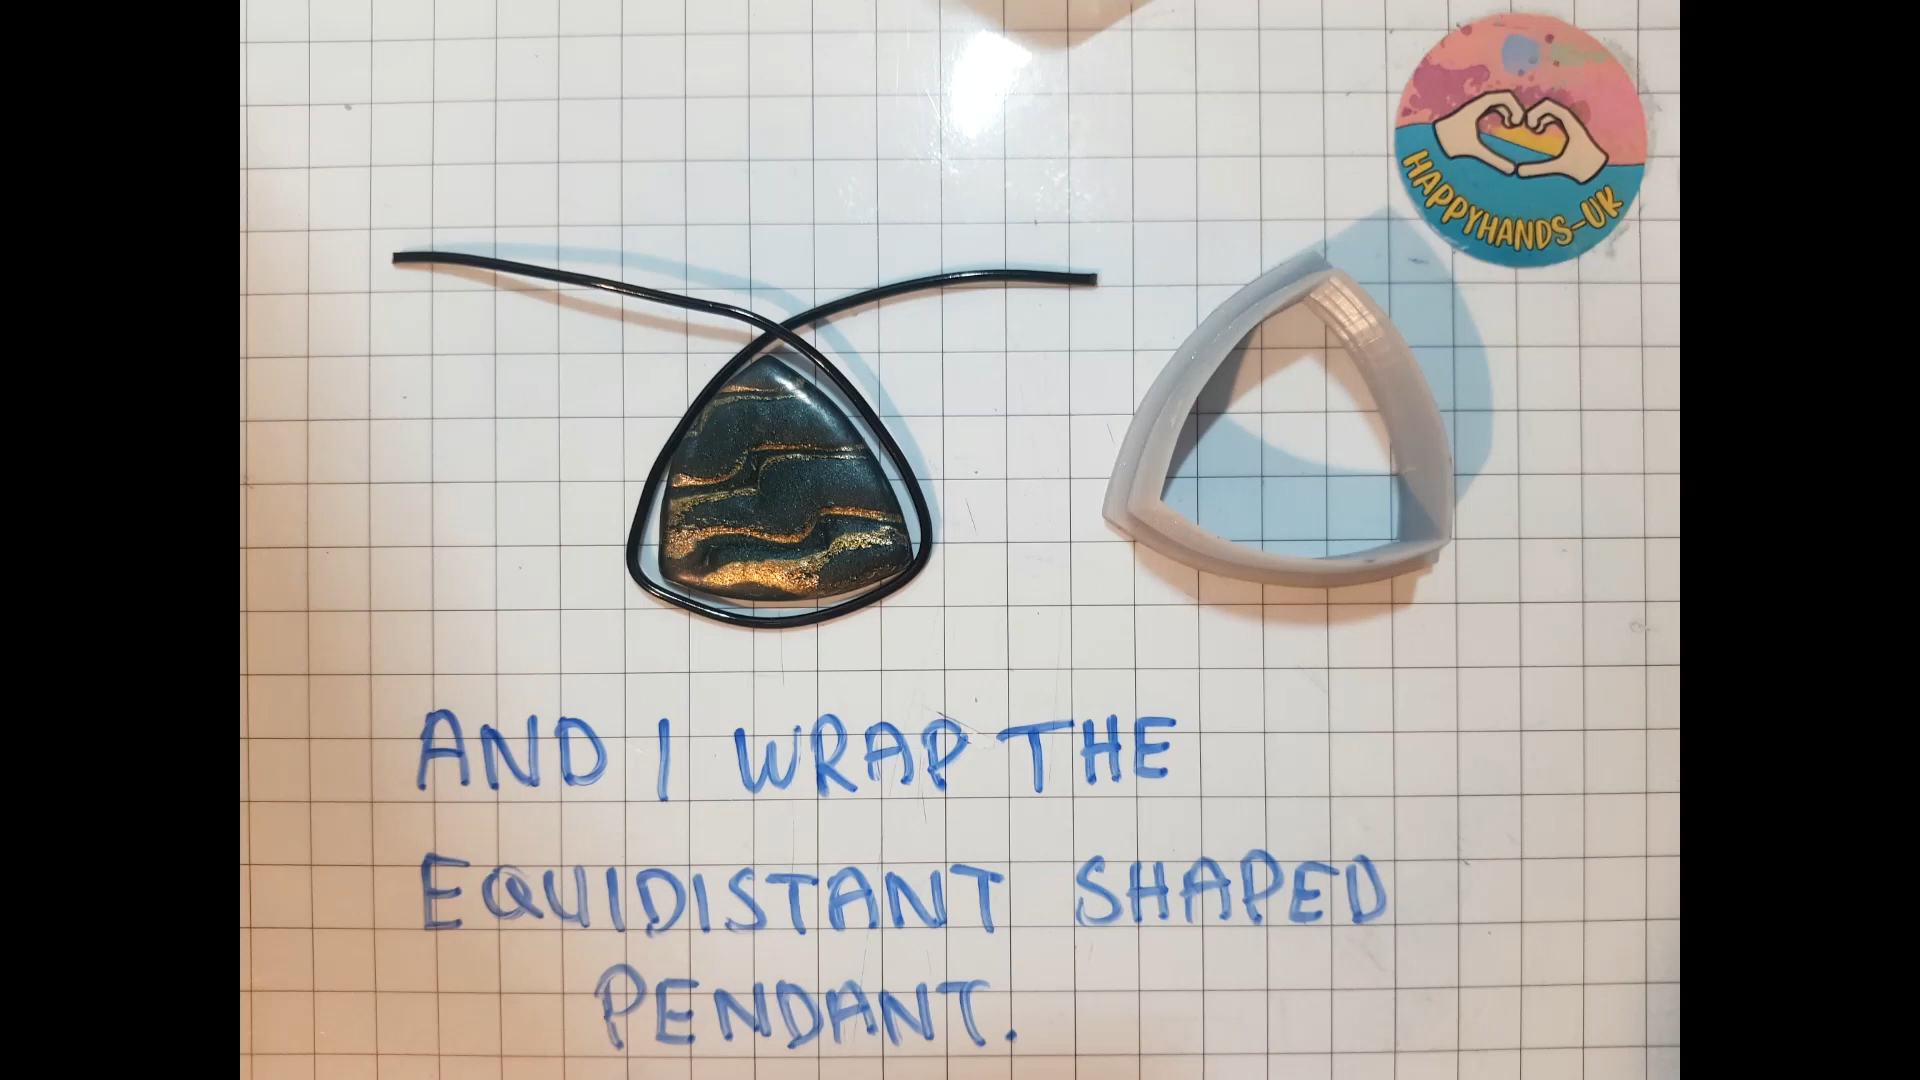 HAPPYHANDS-UK
AND I WRAP THE
EQUIDISTANT SHAPED
PENDANT.